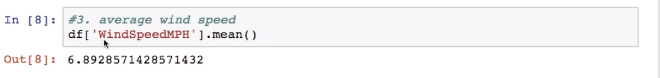 In [8]: #3. average wind speed
df['WindSpeedMPH'].mean()
Out[8]: 6.8928571428571432